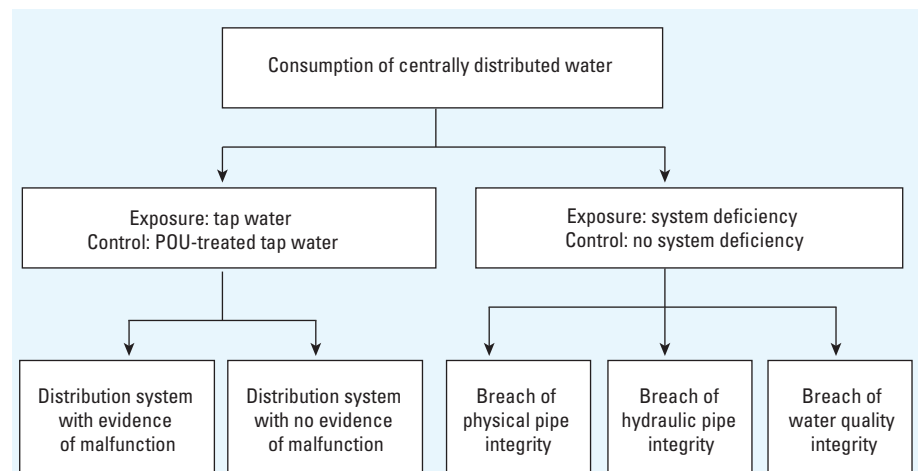 Consumption of centrally distributed water
Exposure: tap water
Control: POU-treated tap water
Exposure: system deficiency
Control: no system deficiency
Distribution system
with evidence
of malfunction
Distribution system
with no evidence
of malfunction
Breach of
physical pipe
integrity
Breach of
hydraulic pipe
integrity
Breach of
water quality
integrity